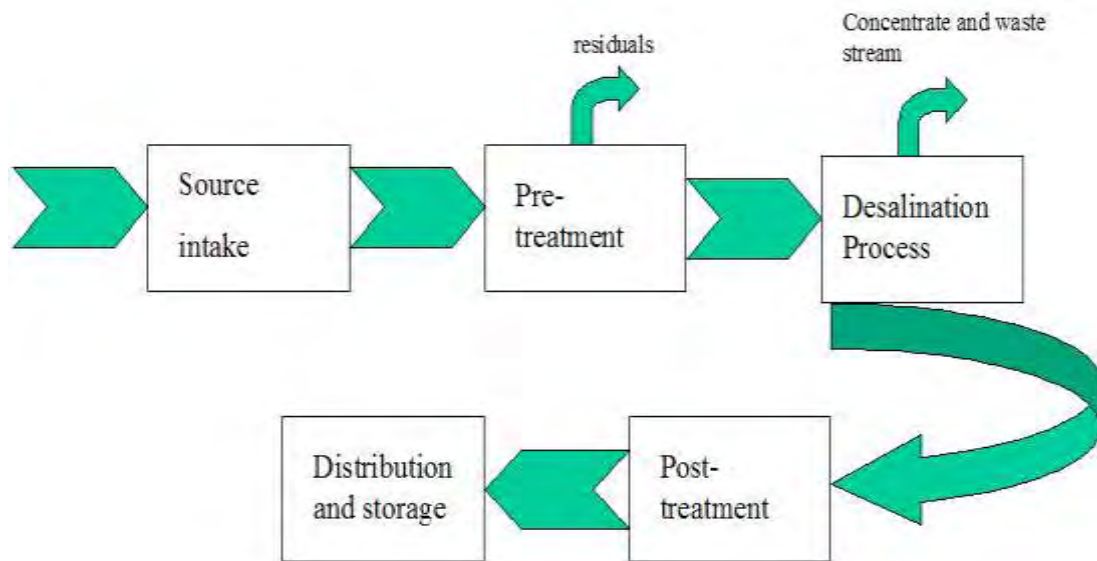 residuals
Concentrate and waste
stream
Source
intake
Pre-
treatment
Desalination
Process
Distribution
and storage
Post-
treatment